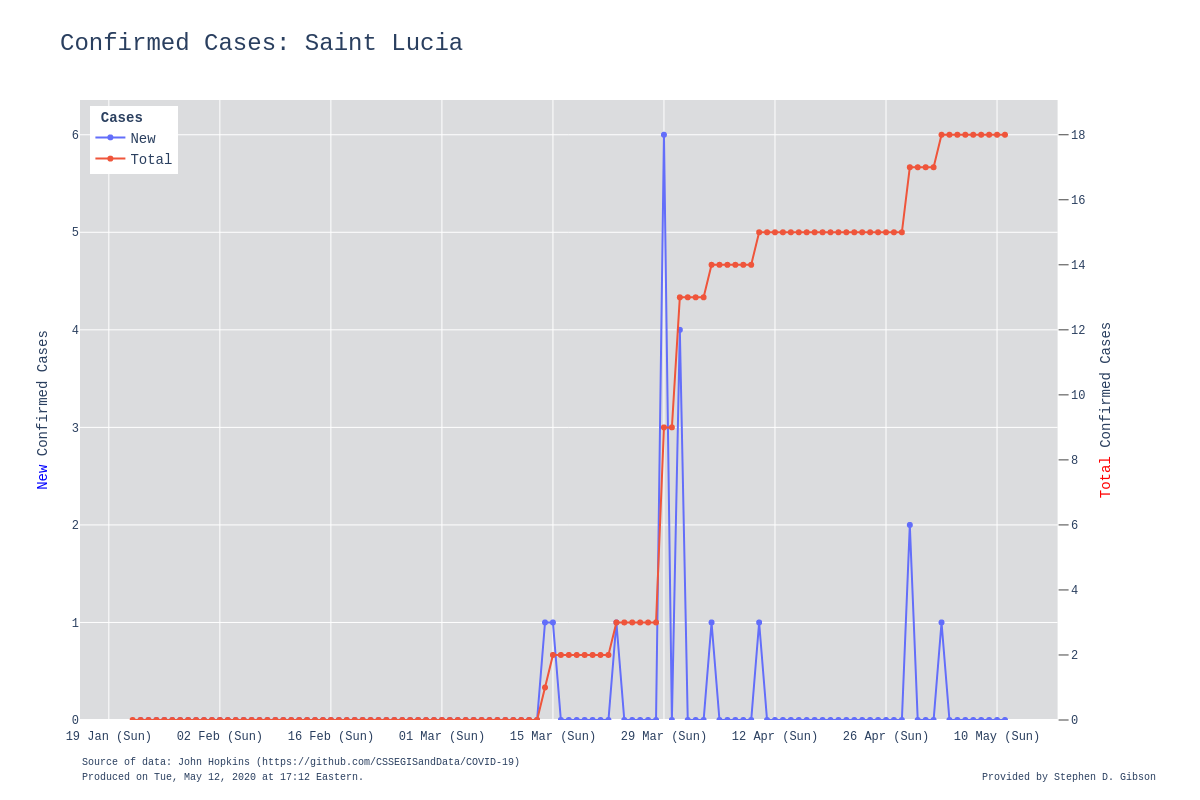 Confirmed Cases: Saint Lucia
Cases
New
Total
6
5
4
3
2
1
0
18
16
14
12
10
8
6
4
2
0
New Confirmed Cases
Total Confirmed Cases
19 Jan (Sun) 02 Feb (Sun) 16 Feb (Sun) 01 Mar (Sun) 15 Mar (Sun) 29 Mar (Sun) 12 Apr (Sun) 26 Apr (Sun) 10 May (Sun)
Source of data: John Hopkins (https://github.com/CSSEGISandData/COVID-19)
Produced on Tue, May 12, 2020 at 17:12 Eastern.
Provided by Stephen D. Gibson